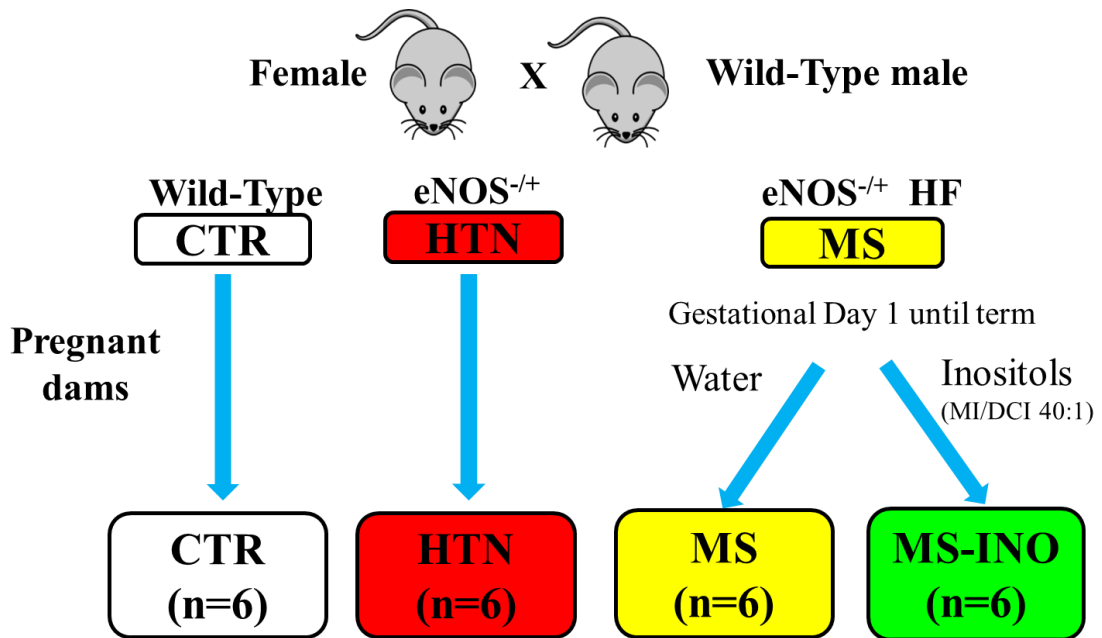 Female X Wild-Type male
Wild-Type eNOS-/+ eNOS-/+ HF
CTR HTN MS
Gestational Day 1 until term
Pregnant
dams
Water Inositols
(MI/DCI 40:1)
CTR HTN MS MS-INO
(n=6) (n=6) (n=6) (n=6)